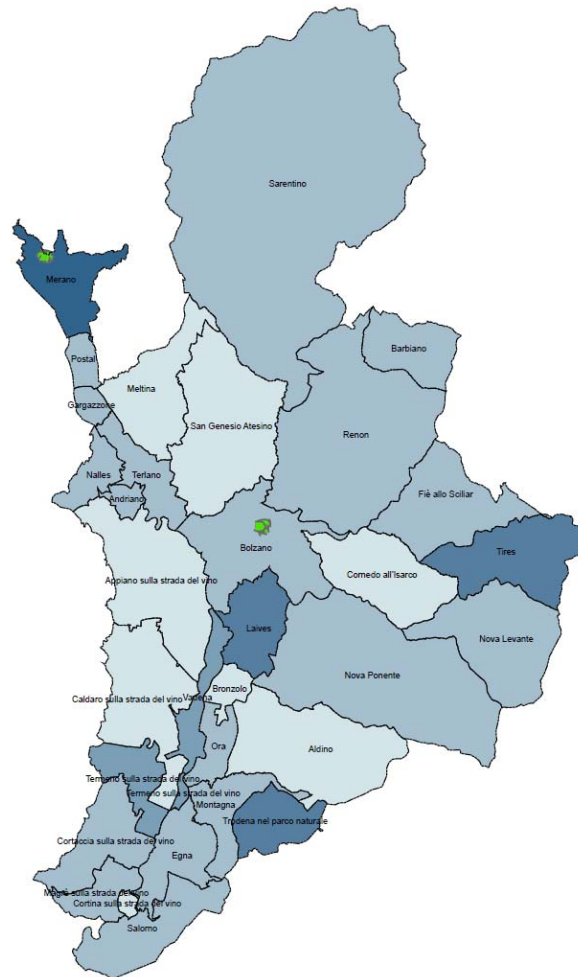 Sarentino
Merano
Barbiano
Postal
Meltina
Gargazzone
San Genesio Atesino
Renon
Nalles
Terlano
Fiè allo Sciliar
Andriano
Bolzano
Tires
Cornedo all'Isarco
Appiano sulla strada del vino
Laives
Nova Levante
Nova Ponente
Bronzolo
Caldaro sulla strada del vino
Vadena
Ora
Aldino
Termeno sulla strada del vino
Termeno sulla strada del vino
Montagna
Trodena nel parco naturale
Cortaccia sulla strada del vino
Egna
Magrè sulla strada del vino
Cortina sulla strada del vino
Salorno